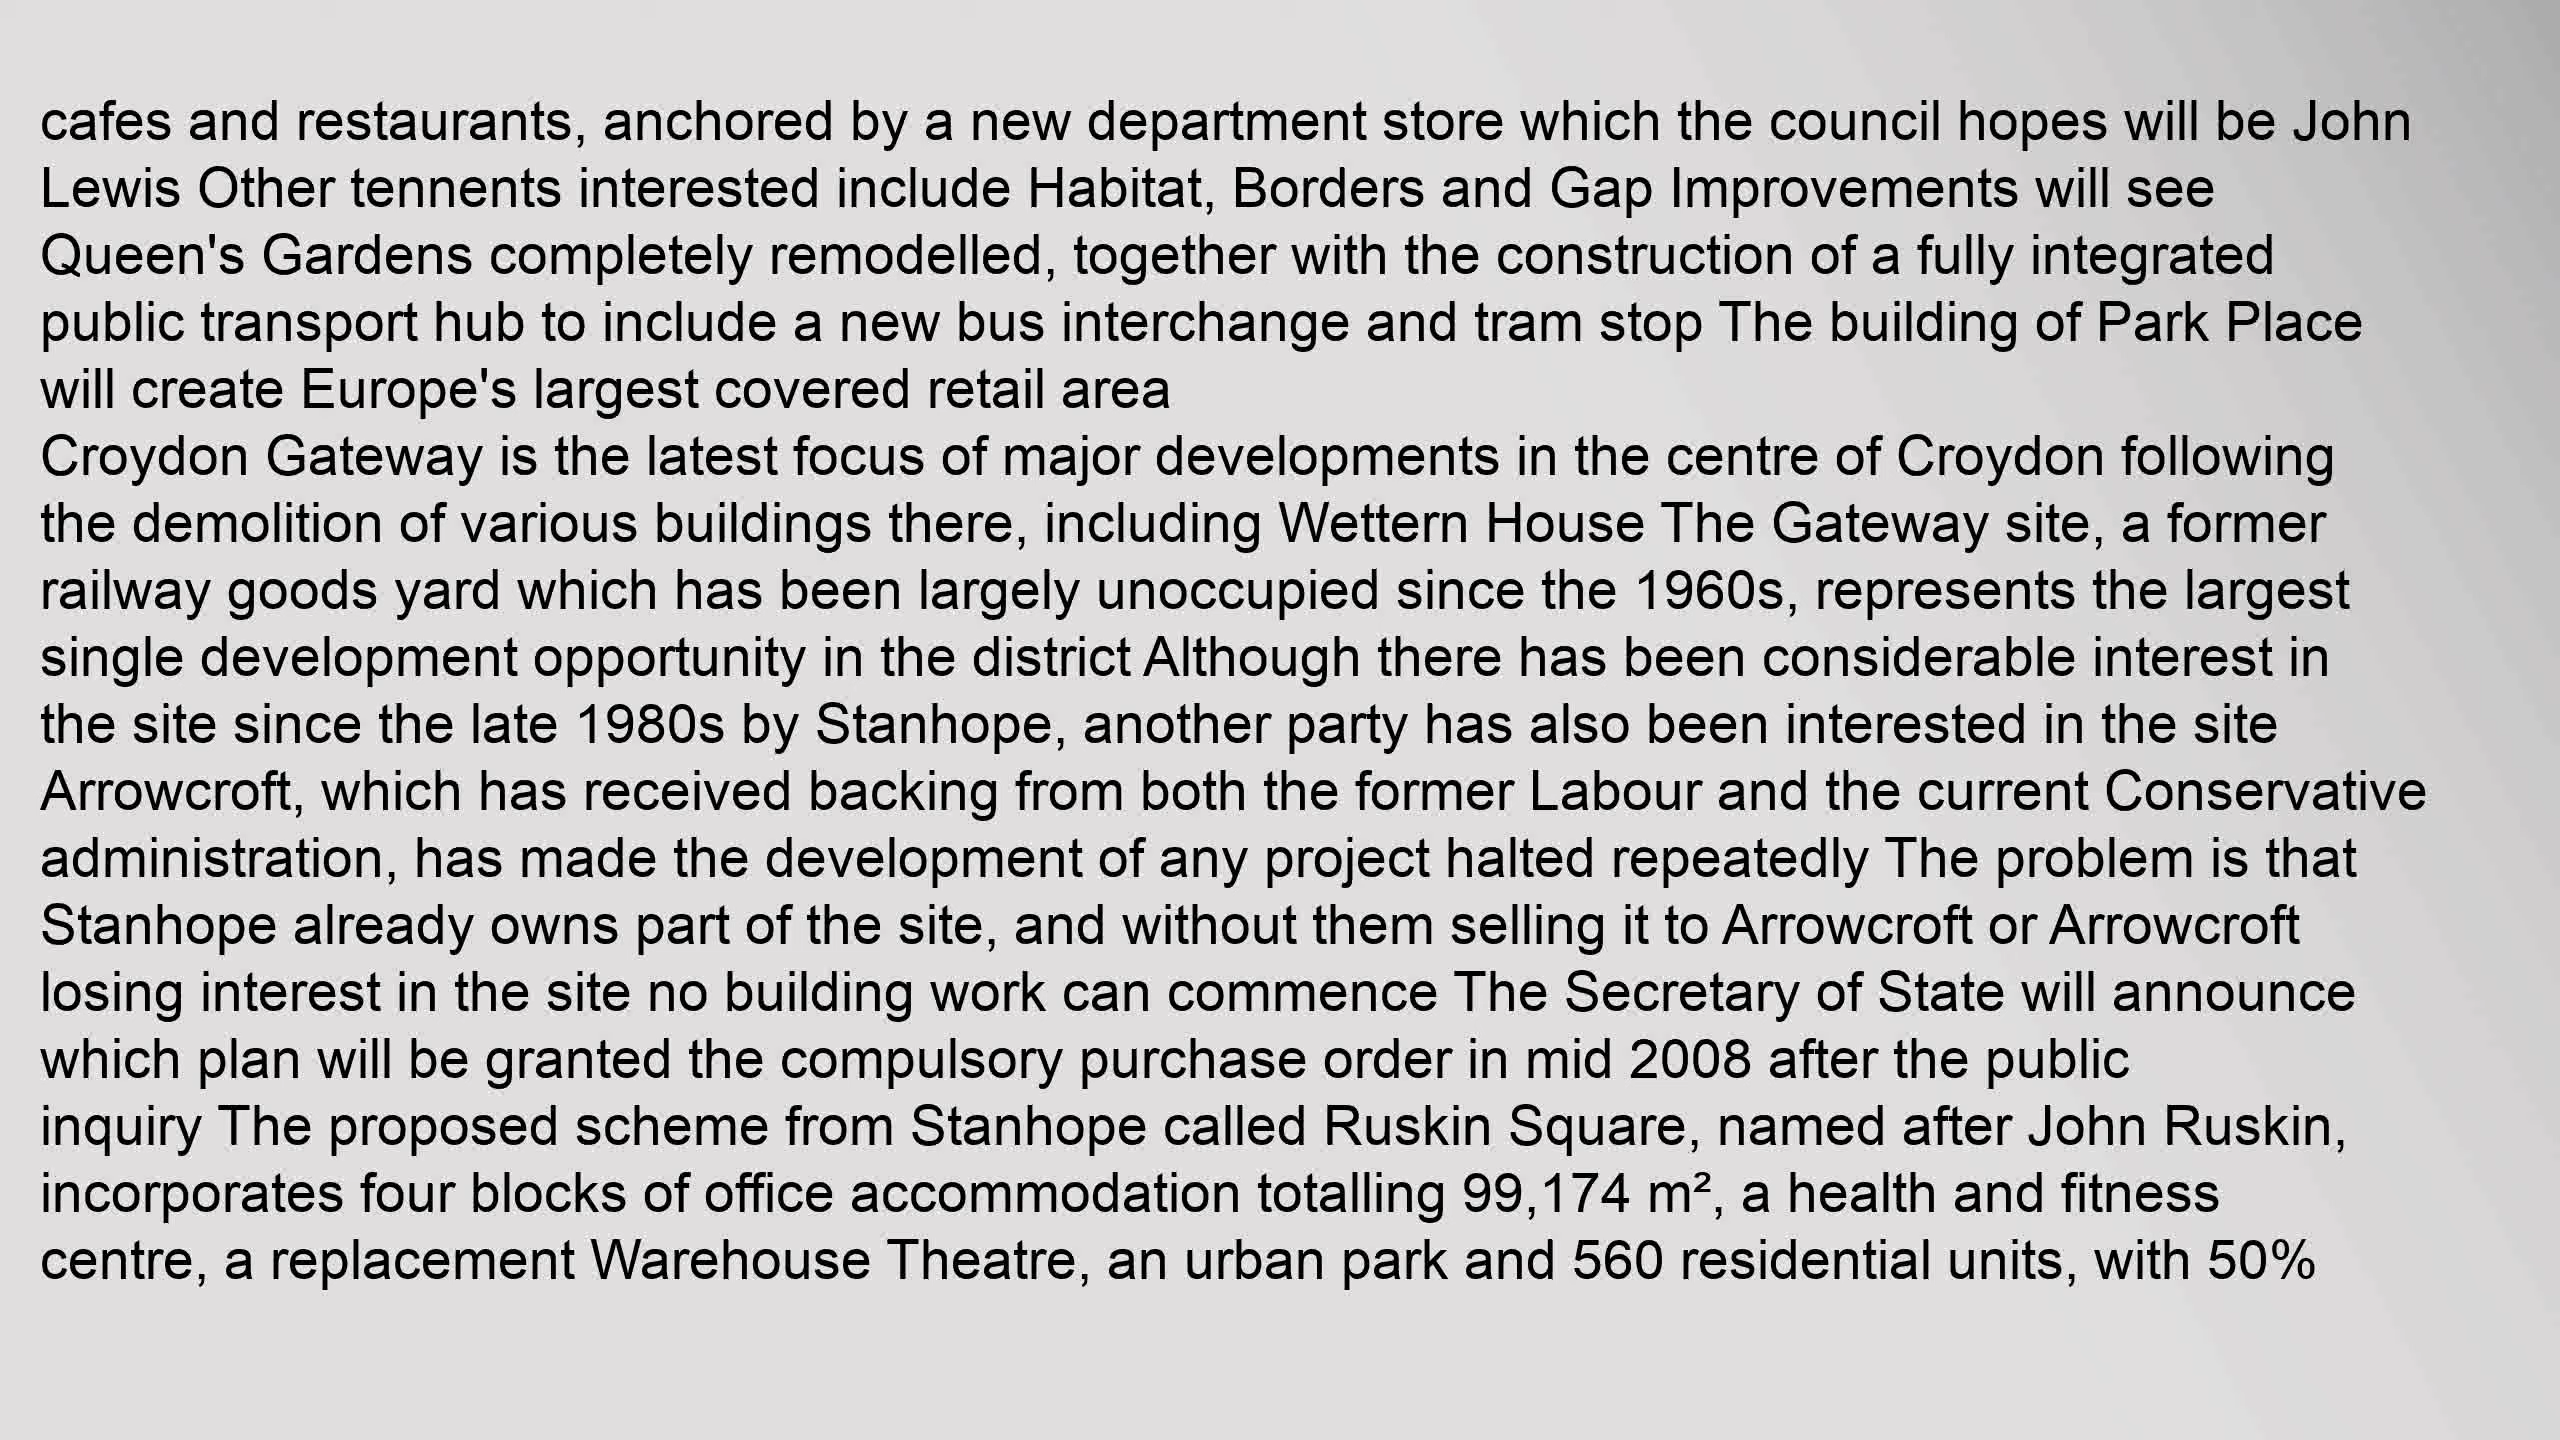 cafes and restaurants, anchored by a new department store which the council hopes will be John
Lewis Other tennents interested include Habitat, Borders and Gap Improvements will see
Queen's Gardens completely remodelled, together with the construction of a fully integrated
public transport hub to include a new bus interchange and tram stop The building of Park Place
will create Europe's largest covered retail area
Croydon Gateway is the latest focus of major developments in the centre of Croydon following
the demolition of various buildings there, including Wettern House The Gateway site, a former
railway goods yard which has been largely unoccupied since the 1960s, represents the largest
single development opportunity in the district Although there has been considerable interest in
the site since the late 1980s by Stanhope, another party has also been interested in the site
Arrowcroft, which has received backing from both the former Labour and the current Conservative
administration, has made the development of any project halted repeatedly The problem is that
Stanhope already owns part of the site, and without them selling it to Arrowcroft or Arrowcroft
losing interest in the site no building work can commence The Secretary of State will announce
which plan will be granted the compulsory purchase order in mid 2008 after the public
inquiry The proposed scheme from Stanhope called Ruskin Square, named after John Ruskin,
incorporates four blocks of office accommodation totalling 99,174 m², a health and fitness
centre, a replacement Warehouse Theatre, an urban park and 560 residential units, with 50%